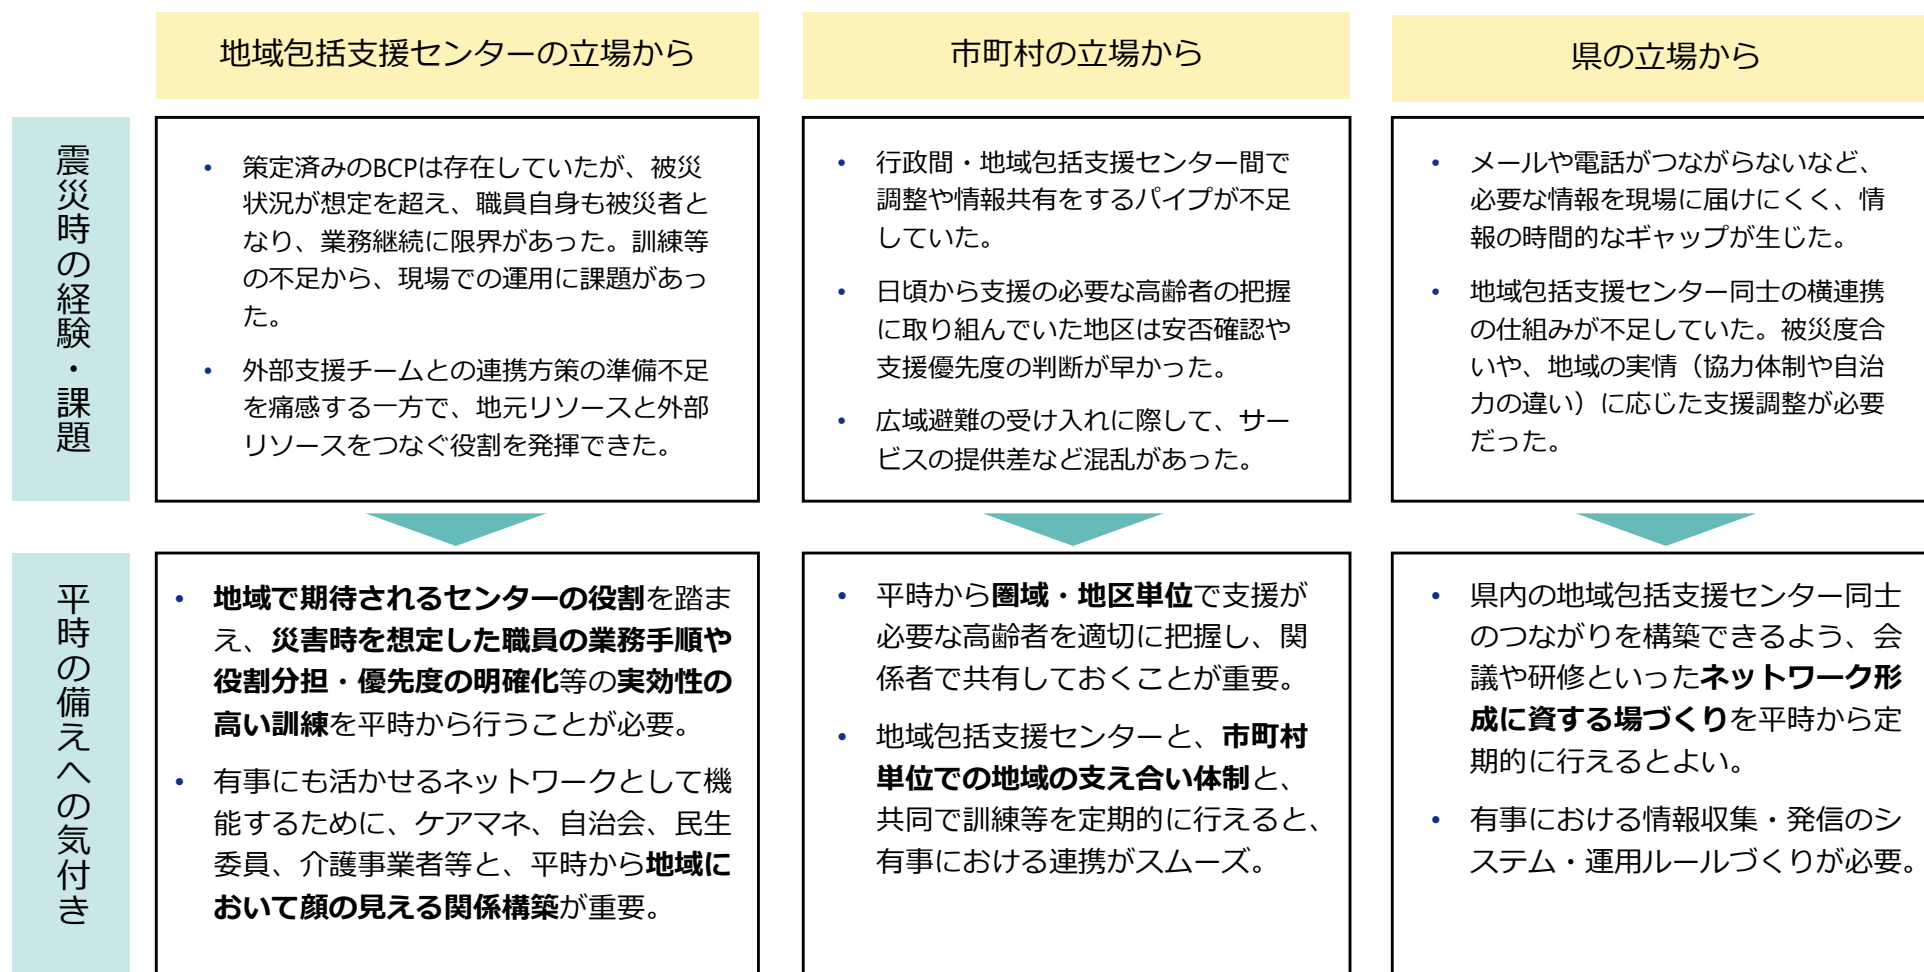 地域包括支援センターの立場から
市町村の立場から
県の立場から
震災時の経験・課題
• 策定済みのBCPは存在していたが、被災
状況が想定を超え、職員自身も被災者と
なり、業務継続に限界があった。訓練等
の不足から、現場での運用に課題があっ
た。
• 外部支援チームとの連携方策の準備不足
を痛感する一方で、地元リソースと外部
リソースをつなぐ役割を発揮できた。
• 行政間・地域包括支援センター間で
調整や情報共有をするパイプが不足
していた。
• 日頃から支援の必要な高齢者の把握
に取り組んでいた地区は安否確認や
支援優先度の判断が早かった。
• 広域避難の受け入れに際して、サー
ビスの提供差など混乱があった。
• メールや電話がつながらないなど、
必要な情報を現場に届けにくく、情
報の時間的なギャップが生じた。
• 地域包括支援センター同士の横連携
の仕組みが不足していた。被災度合
いや、地域の実情（協力体制や自治
力の違い）に応じた支援調整が必要
だった。
平時の備えへの気付き
• 地域で期待されるセンターの役割を踏ま
え、災害時を想定した職員の業務手順や
役割分担・優先度の明確化等の実効性の
高い訓練を平時から行うことが必要。
• 有事にも活かせるネットワークとして機
能するために、ケアマネ、自治会、民生
委員、介護事業者等と、平時から地域に
おいて顔の見える関係構築が重要。
• 平時から圏域・地区単位で支援が
必要な高齢者を適切に把握し、関
係者で共有しておくことが重要。
• 地域包括支援センターと、市町村
単位での地域の支え合い体制と、
共同で訓練等を定期的に行えると、
有事における連携がスムーズ。
• 県内の地域包括支援センター同士
のつながりを構築できるよう、会
議や研修といったネットワーク形
成に資する場づくりを平時から定
期的に行えるとよい。
• 有事における情報収集・発信のシ
ステム・運用ルールづくりが必要。